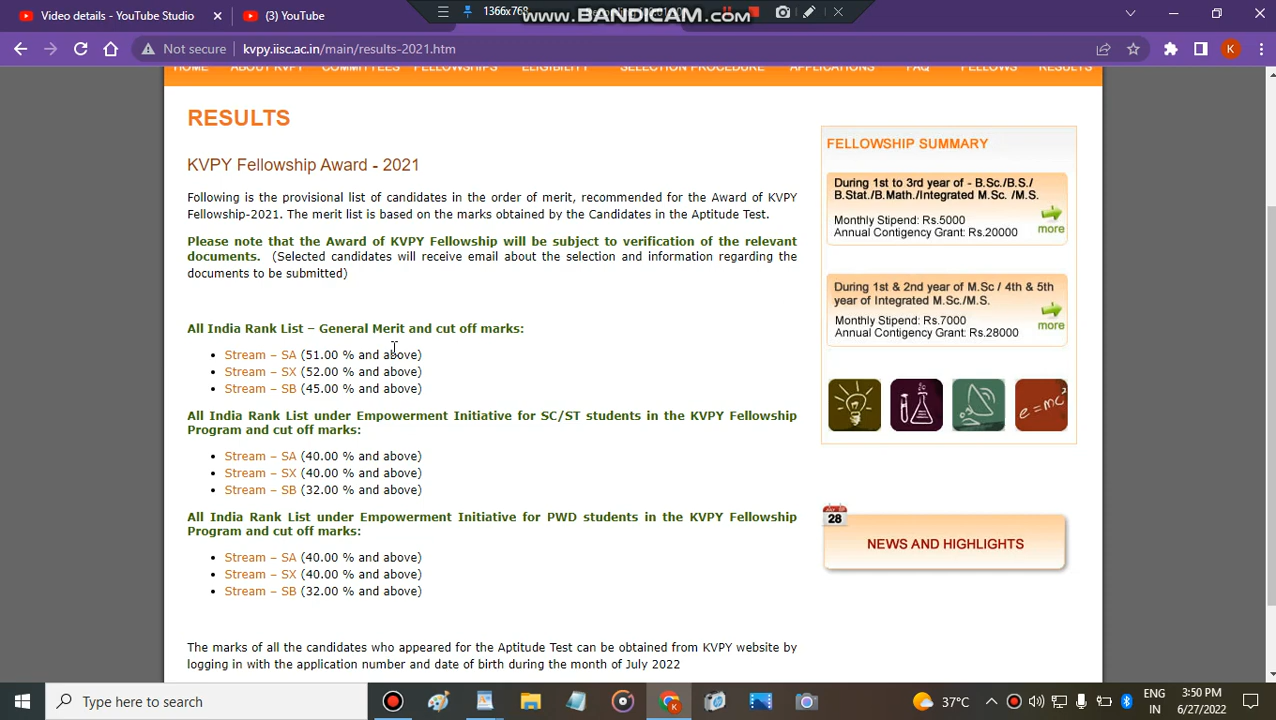 Video details - YouTube Studio
(3) YouTube
1366x768
www.BANDICAM.com
Not secure
kvpy.iisc.ac.in/main/results-2021.htm
K
HOME ABOUT KVPY COMMITTEES FELLOWSHIPS ELIGIBILITY SELECTION PROCEDURE APPLICATIONS FAQ FELLOWS RESULTS
RESULTS
KVPY Fellowship Award - 2021
Following is the provisional list of candidates in the order of merit, recommended for the Award of KVPY
Fellowship-2021. The merit list is based on the marks obtained by the Candidates in the Aptitude Test.
Please note that the Award of KVPY Fellowship will be subject to verification of the relevant
documents. (Selected candidates will receive email about the selection and information regarding the
documents to be submitted)
All India Rank List – General Merit and cut off marks:
• Stream – SA (51.00 % and above)
• Stream – SX (52.00 % and above)
• Stream – SB (45.00 % and above)
All India Rank List under Empowerment Initiative for SC/ST students in the KVPY Fellowship
Program and cut off marks:
• Stream – SA (40.00 % and above)
• Stream – SX (40.00 % and above)
• Stream – SB (32.00 % and above)
All India Rank List under Empowerment Initiative for PWD students in the KVPY Fellowship
Program and cut off marks:
• Stream – SA (40.00 % and above)
• Stream – SX (40.00 % and above)
• Stream – SB (32.00 % and above)
The marks of all the candidates who appeared for the Aptitude Test can be obtained from KVPY website by
logging in with the application number and date of birth during the month of July 2022
FELLOWSHIP SUMMARY
During 1st to 3rd year of - B.Sc./B.S./
B.Stat./B.Math./Integrated M.Sc. /M.S.
Monthly Stipend: Rs.5000
Annual Contigency Grant: Rs.20000
more
During 1st & 2nd year of M.Sc / 4th & 5th
year of Integrated M.Sc./M.S.
Monthly Stipend: Rs.7000
Annual Contigency Grant: Rs.28000
more
e=mc²
28
NEWS AND HIGHLIGHTS
Type here to search
37°C
ENG
IN
3:50 PM
6/27/2022